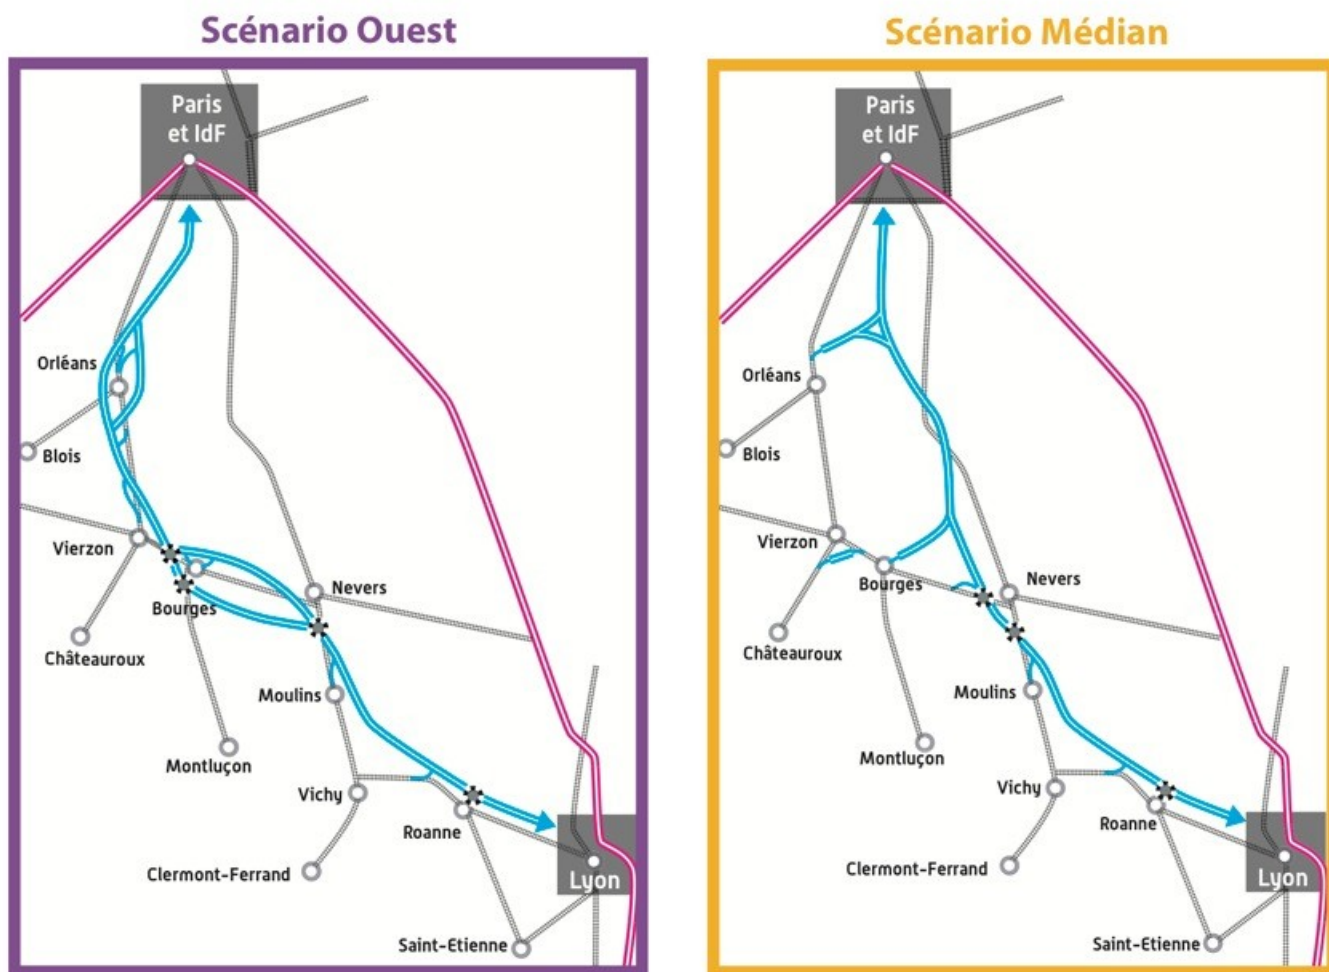 Scénario Ouest
Paris
et IdF
Orléans
Blois
Vierzon
Bourges
Nevers
Châteauroux
Moulins
Montluçon
Vichy
Roanne
Clermont-Ferrand
Lyon
Saint-Etienne
Scénario Médian
Paris
et IdF
Orléans
Blois
Vierzon
Bourges
Nevers
Châteauroux
Moulins
Montluçon
Vichy
Roanne
Clermont-Ferrand
Lyon
Saint-Etienne